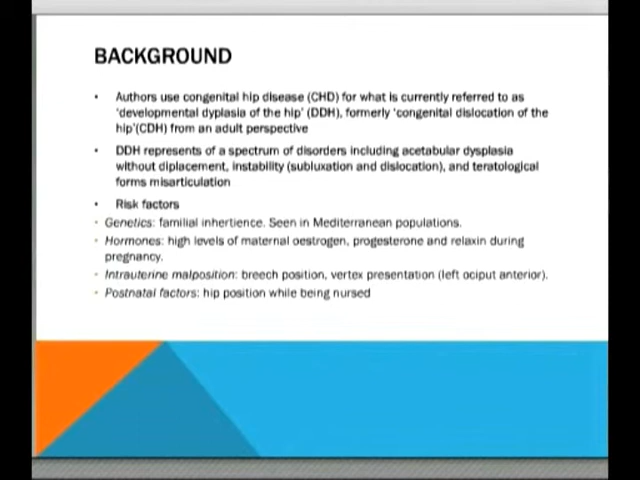 BACKGROUND
• Authors use congenital hip disease (CHD) for what is currently referred to as
'developmental dyplasia of the hip' (DDH), formerly 'congenital dislocation of the
hip'(CDH) from an adult perspective
• DDH represents of a spectrum of disorders including acetabular dysplasia
without diplacement, instability (subluxation and dislocation), and teratological
forms misarticulation
• Risk factors
• Genetics: familial inhertience. Seen in Mediterranean populations.
• Hormones: high levels of maternal oestrogen, progesterone and relaxin during
pregnancy.
• Intrauterine malposition: breech position, vertex presentation (left ociput anterior).
• Postnatal factors: hip position while being nursed